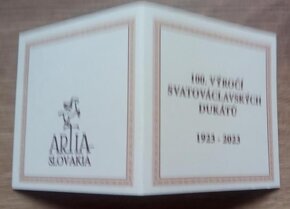 ARTIA
SLOVAKIA
100. VÝROČÍ
SVATOVÁCLAVSKÝCH
DUKÁTŮ
1923 - 2023